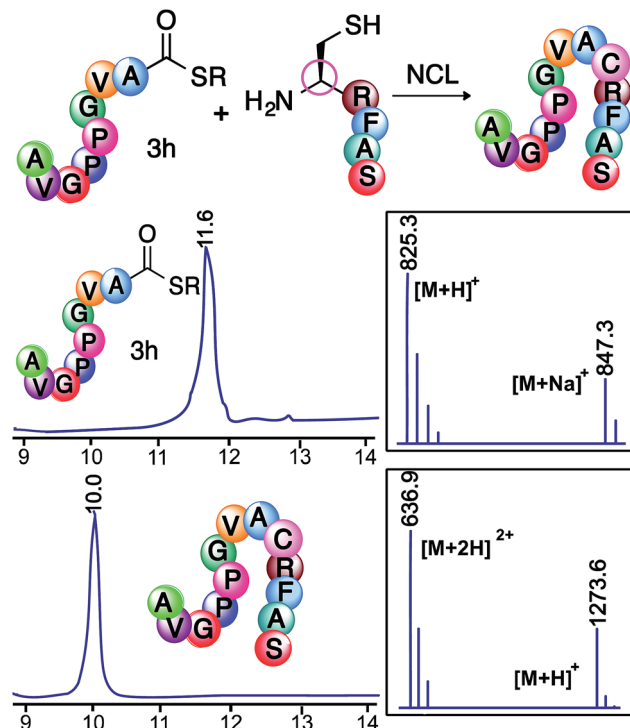 O
SR
3h
A V G P P G V A
+
SH
H₂N
R F A S
NCL
A V G P P G V A C R F A S
11.6
O
SR
3h
A V G P P G V A
9 10 11 12 13 14
825.3
[M+H]⁺
847.3
[M+Na]⁺
10.0
A V G P P G V A C R F A S
9 10 11 12 13 14
636.9
[M+2H] ²⁺
1273.6
[M+H]⁺